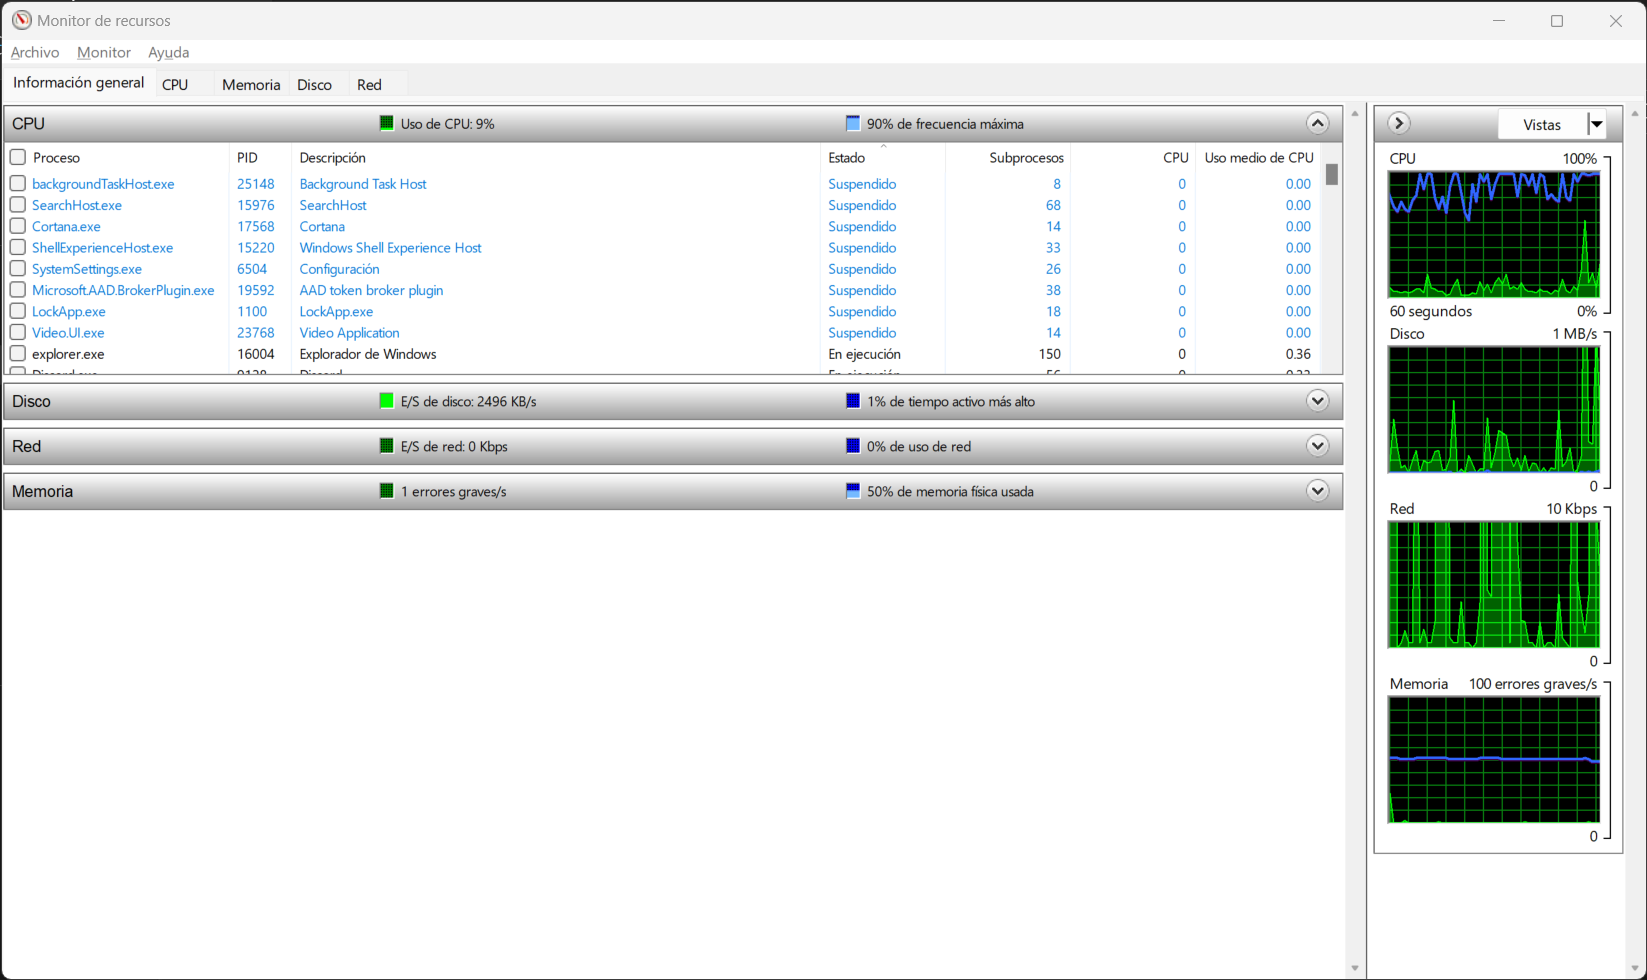 Monitor de recursos
Archivo Monitor Ayuda
Información general CPU Memoria Disco Red
CPU Uso de CPU: 9% 90% de frecuencia máxima
Proceso PID Descripción Estado Subprocesos CPU Uso medio de CPU
backgroundTaskHost.exe 25148 Background Task Host Suspendido 8 0 0.00
SearchHost.exe 15976 SearchHost Suspendido 68 0 0.00
Cortana.exe 17568 Cortana Suspendido 14 0 0.00
ShellExperienceHost.exe 15220 Windows Shell Experience Host Suspendido 33 0 0.00
SystemSettings.exe 6504 Configuración Suspendido 26 0 0.00
Microsoft.AAD.BrokerPlugin.exe 19592 AAD token broker plugin Suspendido 38 0 0.00
LockApp.exe 1100 LockApp.exe Suspendido 18 0 0.00
Video.UI.exe 23768 Video Application Suspendido 14 0 0.00
explorer.exe 16004 Explorador de Windows En ejecución 150 0 0.36
Discord.exe Discord En ejecución
Disco E/S de disco: 2496 KB/s 1% de tiempo activo más alto
Red E/S de red: 0 Kbps 0% de uso de red
Memoria 1 errores graves/s 50% de memoria física usada
Vistas
CPU 100%
60 segundos 0%
Disco 1 MB/s
0
Red 10 Kbps
0
Memoria 100 errores graves/s
0